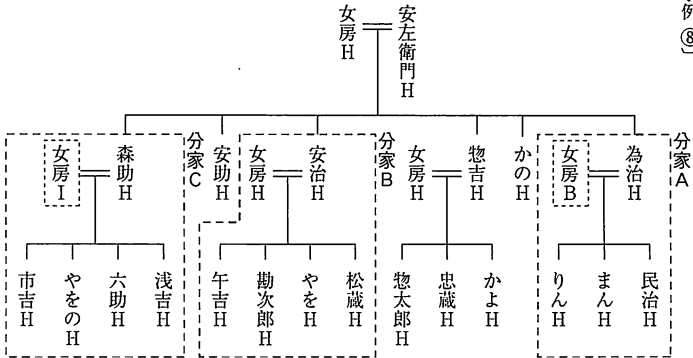 例⑧
安左衛門H
女房H
分家A
為治H
女房B
かのH
惣吉H
女房H
分家B
安治H
女房H
安助H
分家C
森助H
女房I
民治H
まんH
りんH
かよH
忠蔵H
惣太郎H
松蔵H
やをH
勘次郎H
午吉H
浅吉H
六助H
やをのH
市吉H